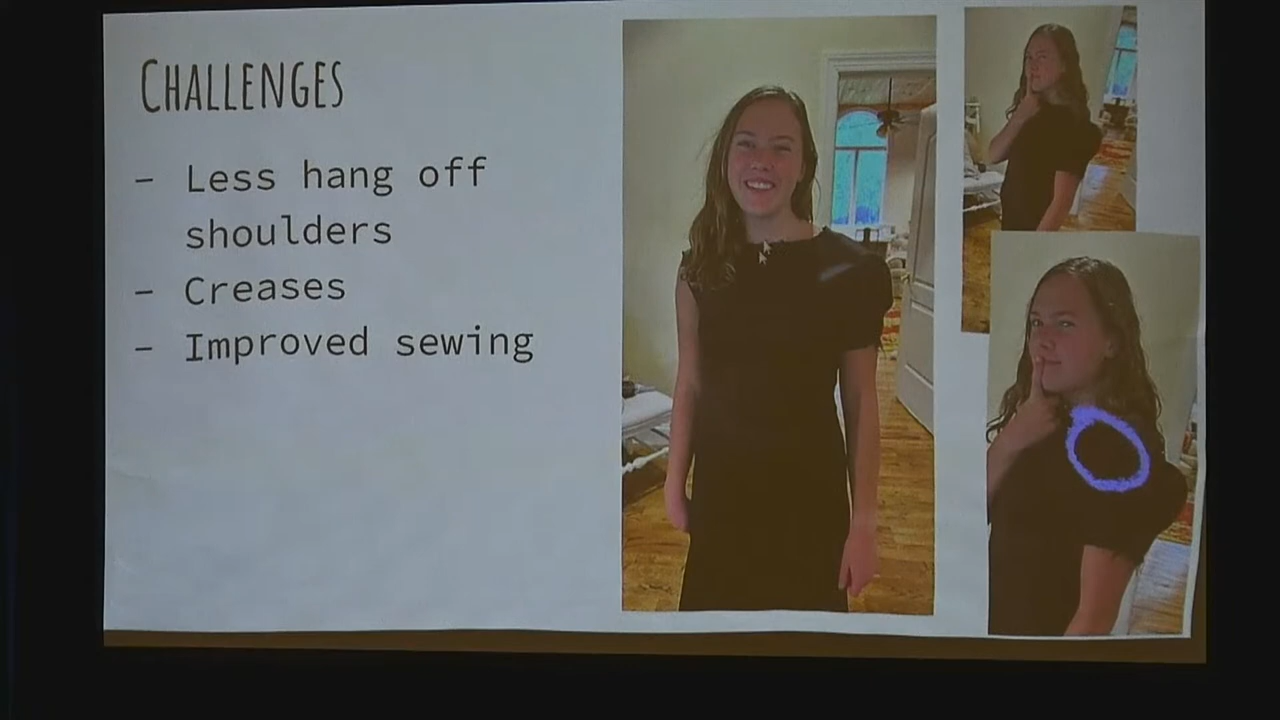 CHALLENGES
- Less hang off
shoulders
- Creases
- Improved sewing